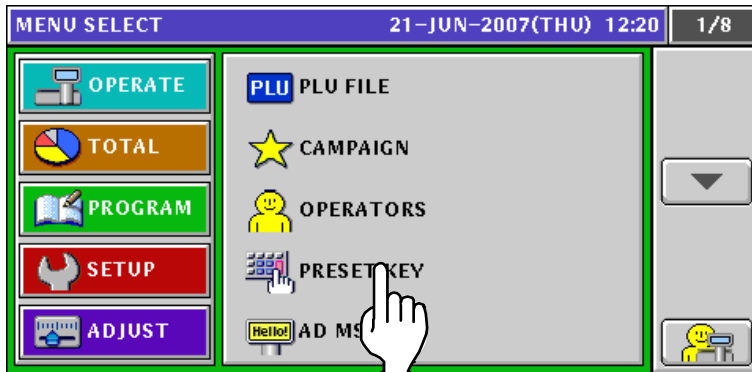 MENU SELECT 21-JUN-2007(THU) 12:20 1/8
OPERATE
TOTAL
PROGRAM
SETUP
ADJUST
PLU PLU FILE
CAMPAIGN
OPERATORS
PRESET KEY
Hello! AD MS